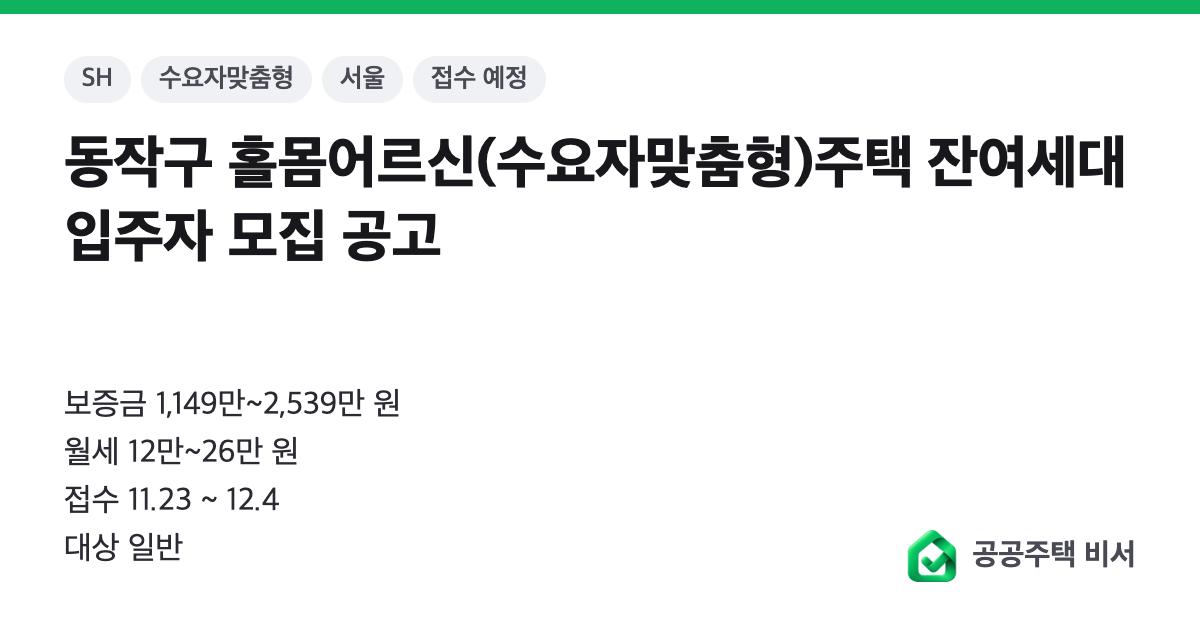 SH 수요자맞춤형 서울 접수 예정
동작구 홀몸어르신(수요자맞춤형)주택 잔여세대
입주자 모집 공고
보증금 1,149만~2,539만 원
월세 12만~26만 원
접수 11.23 ~ 12.4
대상 일반
공공주택 비서